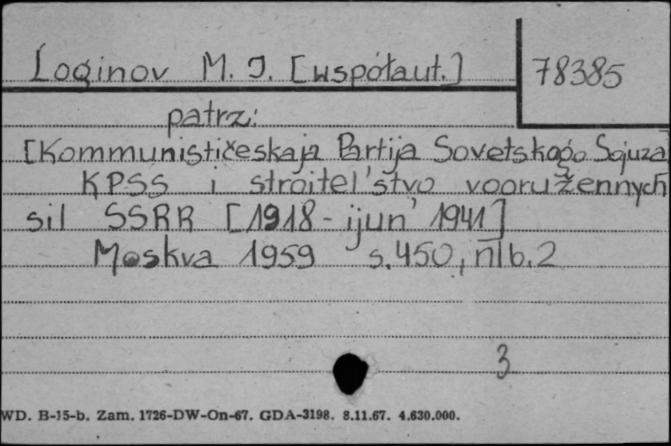 Loginov M. I. [współaut.] 78385
patrz:
[Kommunističeskaja Partija Sovetskogo Sojuza
KPSS i stroitel'stvo vooružennych
sil SSRR [1918 - ijun' 1941]
Moskva 1959 s. 450, nlb. 2
3
WD. B-15-b. Zam. 1726-DW-On-67. GDA-3198. 8.11.67. 4.630.000.